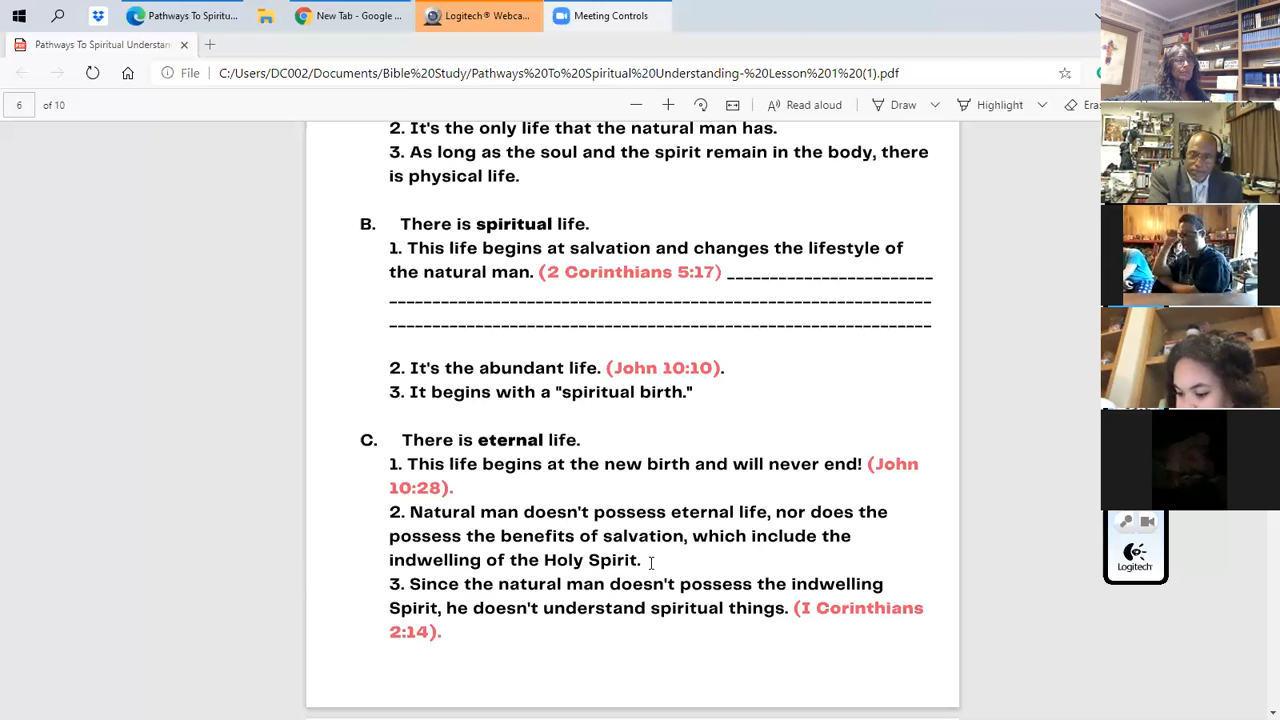 Pathways To Spiritu...
New Tab - Google ...
Logitech® Webca...
Meeting Controls
Pathways To Spiritual Understan
File
C:/Users/DC002/Documents/Bible%20Study/Pathways%20To%20Spiritual%20Understanding-%20Lesson%201%20(1).pdf
6 of 10
Read aloud
Draw
Highlight
Eras
2. It's the only life that the natural man has.
3. As long as the soul and the spirit remain in the body, there
is physical life.
B. There is spiritual life.
1. This life begins at salvation and changes the lifestyle of
the natural man. (2 Corinthians 5:17) ________________________
_______________________________________________________________
_______________________________________________________________
2. It's the abundant life. (John 10:10).
3. It begins with a "spiritual birth."
C. There is eternal life.
1. This life begins at the new birth and will never end! (John
10:28).
2. Natural man doesn't possess eternal life, nor does the
possess the benefits of salvation, which include the
indwelling of the Holy Spirit.
3. Since the natural man doesn't possess the indwelling
Spirit, he doesn't understand spiritual things. (I Corinthians
2:14).
Logitech